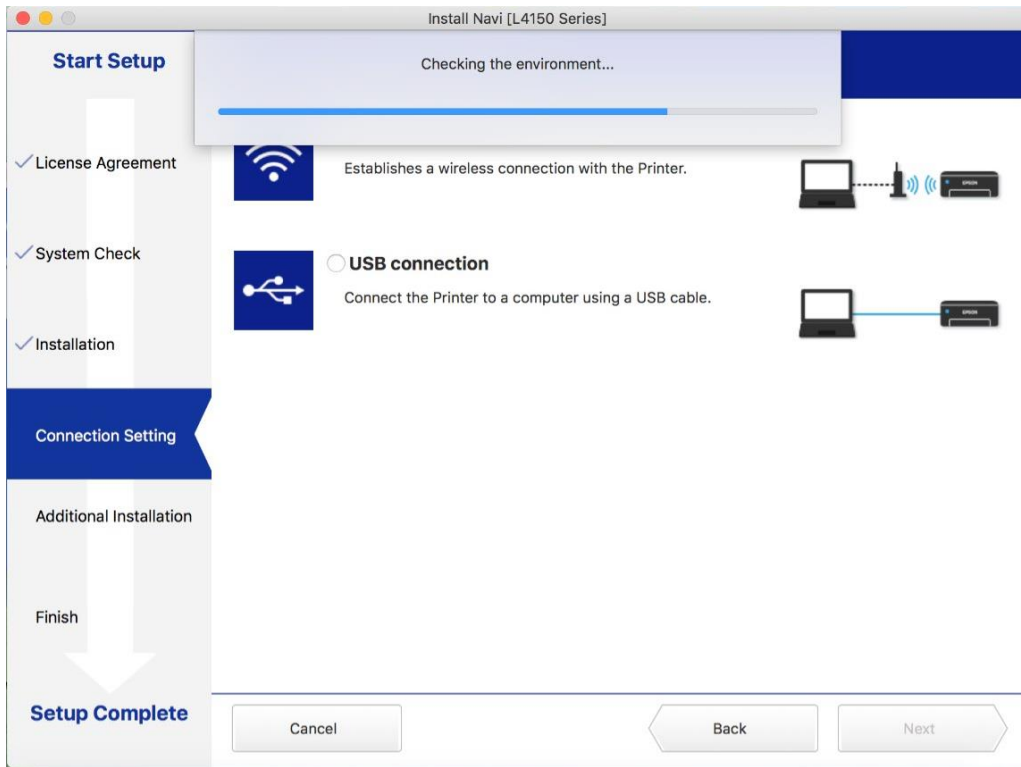 Install Navi [L4150 Series]
Start Setup
Checking the environment...
License Agreement
Establishes a wireless connection with the Printer.
EPSON
System Check
USB connection
Connect the Printer to a computer using a USB cable.
EPSON
Installation
Connection Setting
Additional Installation
Finish
Setup Complete
Cancel
Back
Next